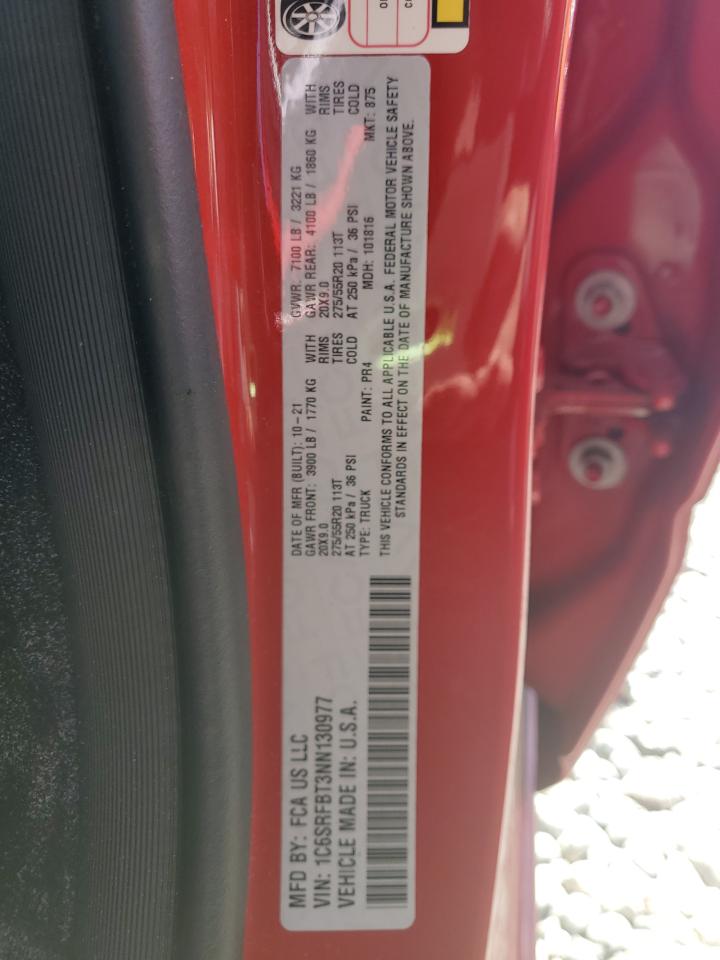 MFD BY: FCA US LLC
VIN: 1C6SRFBT3NN130977
VEHICLE MADE IN: U.S.A.
DATE OF MFR (BUILT): 10-21 GVWR: 7100 LB / 3221 KG
GAWR FRONT: 3900 LB / 1770 KG WITH GAWR REAR: 4100 LB / 1860 KG WITH
20X9.0 RIMS 20X9.0 RIMS
275/55R20 113T TIRES 275/55R20 113T TIRES
AT 250 kPa / 36 PSI COLD AT 250 kPa / 36 PSI COLD
TYPE: TRUCK PAINT: PR4 MDH: 101816 MKT: 875
THIS VEHICLE CONFORMS TO ALL APPLICABLE U.S.A. FEDERAL MOTOR VEHICLE SAFETY
STANDARDS IN EFFECT ON THE DATE OF MANUFACTURE SHOWN ABOVE.